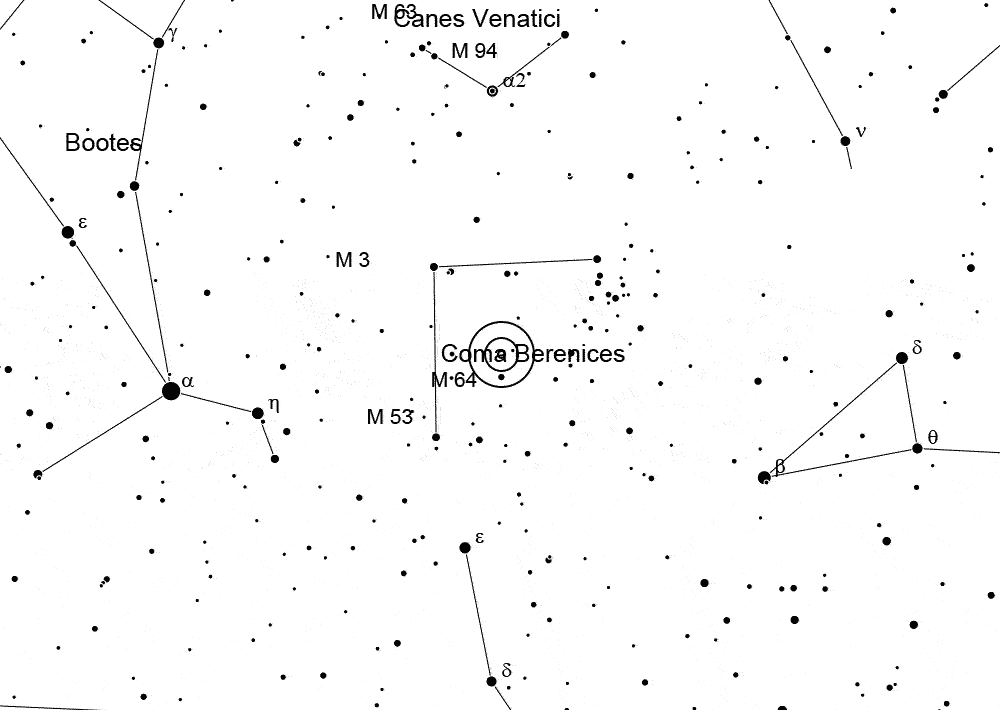 M 63
Canes Venatici
γ
M 94
α2
ν
Bootes
ε
M 3
Coma Berenices
δ
M 64
α
η
M 53
θ
β
ε
δ